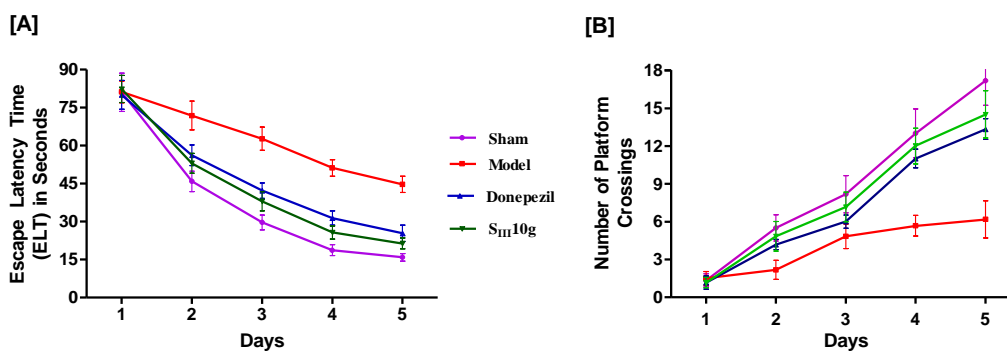 [A]
Escape Latency Time
(ELT) in Seconds
90
75
60
45
30
15
0
1 2 3 4 5
Days
Sham
Model
Donepezil
SIII10g
[B]
Number of Platform
Crossings
18
15
12
9
6
3
0
1 2 3 4 5
Days